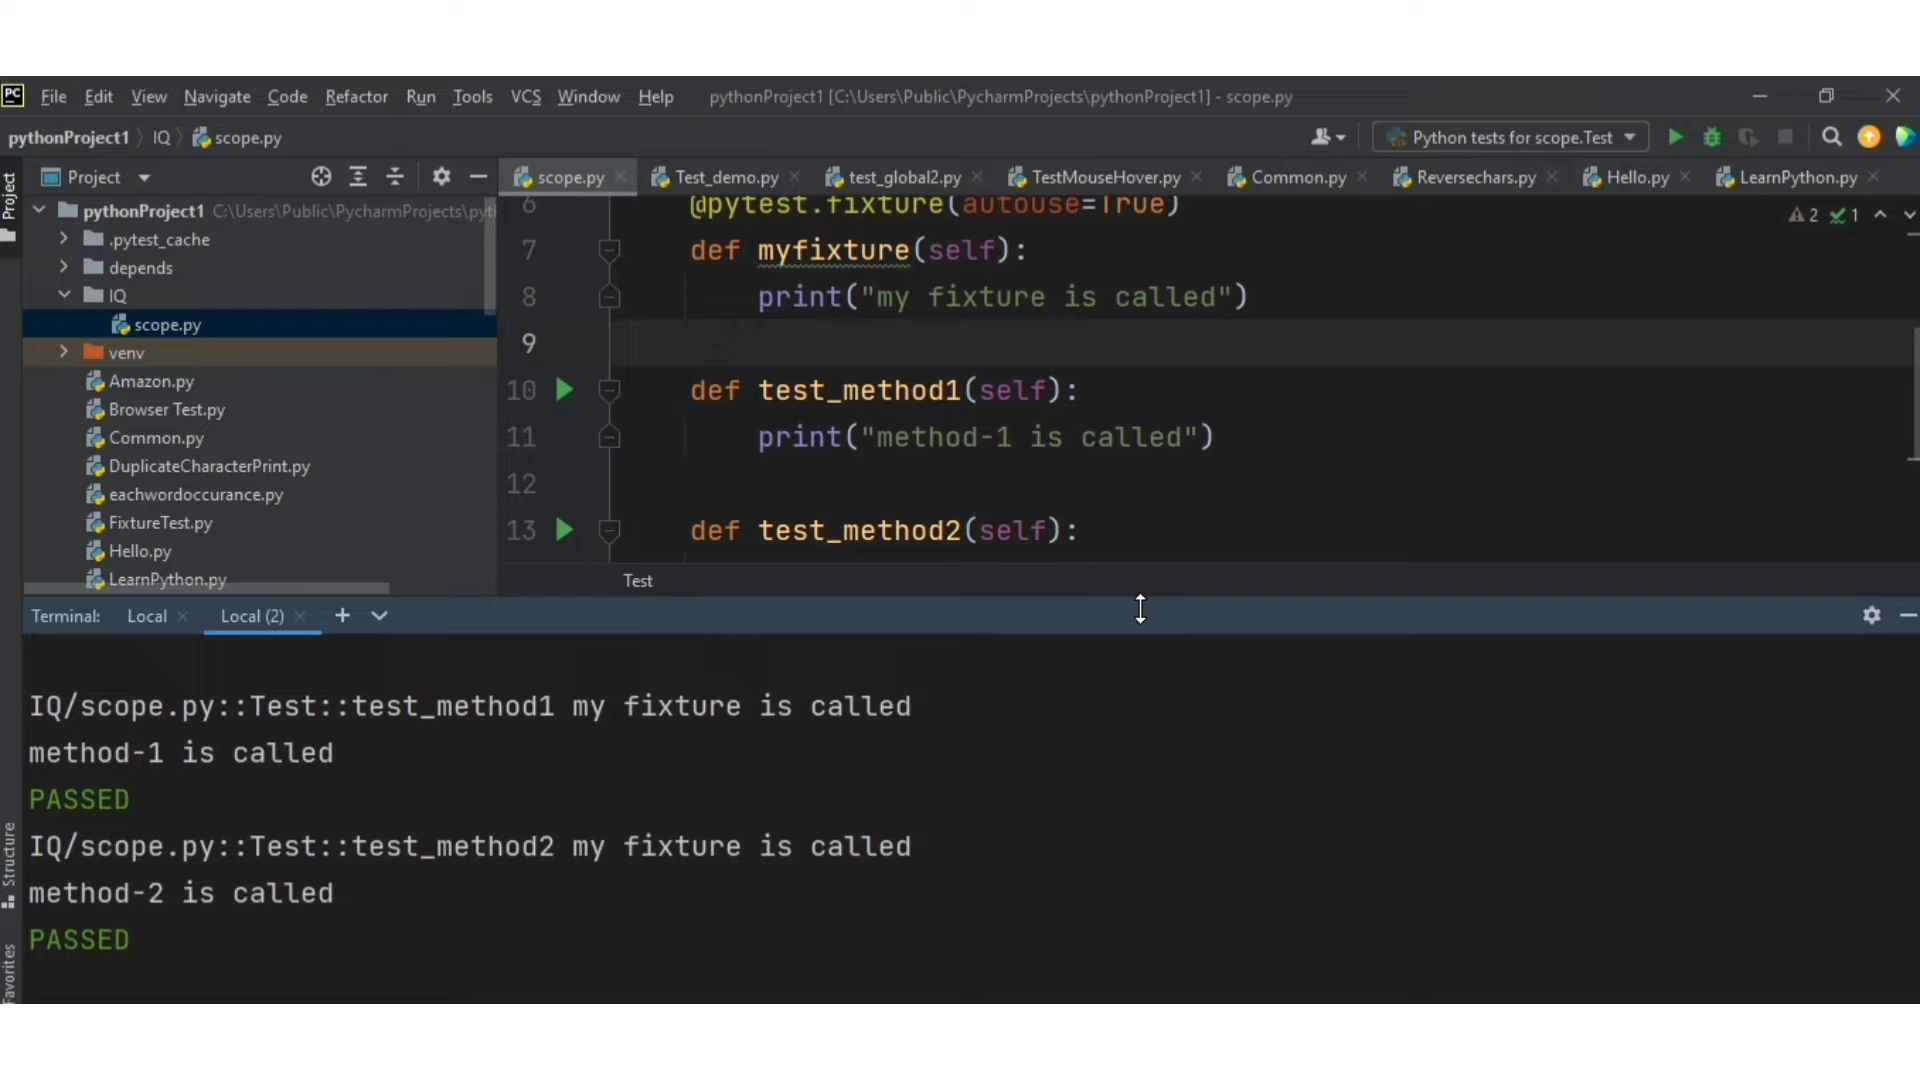 PC File Edit View Navigate Code Refactor Run Tools VCS Window Help pythonProject1 [C:\Users\Public\PycharmProjects\pythonProject1] - scope.py
pythonProject1 IQ scope.py Python tests for scope.Test
Project Project scope.py Test_demo.py test_global2.py TestMouseHover.py Common.py Reversechars.py Hello.py LearnPython.py
pythonProject1 C:\Users\Public\PycharmProjects\pyt
.pytest_cache
depends
IQ
scope.py
venv
Amazon.py
Browser Test.py
Common.py
DuplicateCharacterPrint.py
eachwordoccurance.py
FixtureTest.py
Hello.py
LearnPython.py
2 1
6 @pytest.fixture(autouse=True)
7 def myfixture(self):
8 print("my fixture is called")
9
10 def test_method1(self):
11 print("method-1 is called")
12
13 def test_method2(self):
Test
Terminal: Local Local (2)
IQ/scope.py::Test::test_method1 my fixture is called
method-1 is called
PASSED
IQ/scope.py::Test::test_method2 my fixture is called
method-2 is called
PASSED
Structure
Favorites